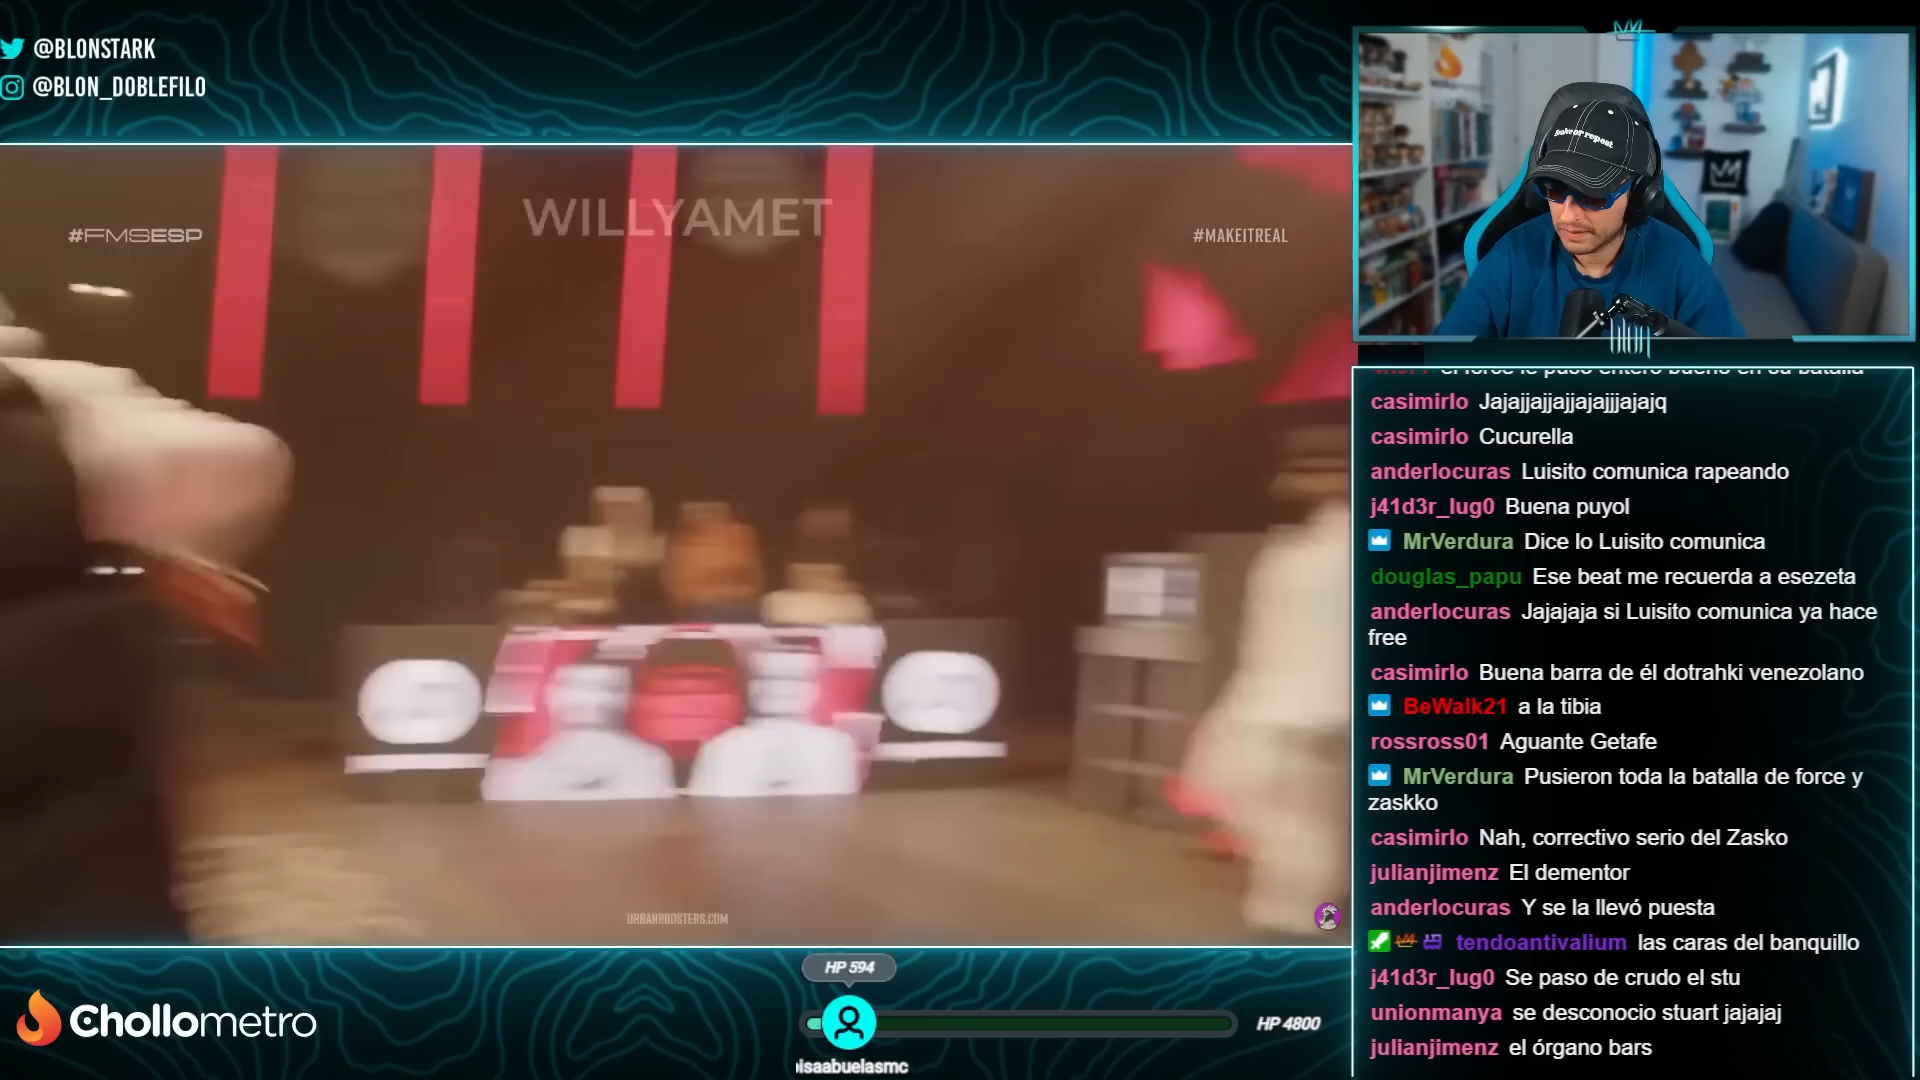 @BLONSTARK
@BLON_DOBLEFILO
WILLYAMET
#FMSESP
#MAKEITREAL
URBANROOSTERS.COM
Chollometro
HP 594
HP 4800
isaabuelasmc
casimirlo Jajajjajjajjajajjjajajq
casimirlo Cucurella
anderlocuras Luisito comunica rapeando
j41d3r_lug0 Buena puyol
MrVerdura Dice lo Luisito comunica
douglas_papu Ese beat me recuerda a esezeta
anderlocuras Jajajaja si Luisito comunica ya hace
free
casimirlo Buena barra de él dotrahki venezolano
BeWalk21 a la tibia
rossross01 Aguante Getafe
MrVerdura Pusieron toda la batalla de force y
zaskko
casimirlo Nah, correctivo serio del Zasko
julianjimenz El dementor
anderlocuras Y se la llevó puesta
tendoantivalium las caras del banquillo
j41d3r_lug0 Se paso de crudo el stu
unionmanya se desconocio stuart jajajaj
julianjimenz el órgano bars